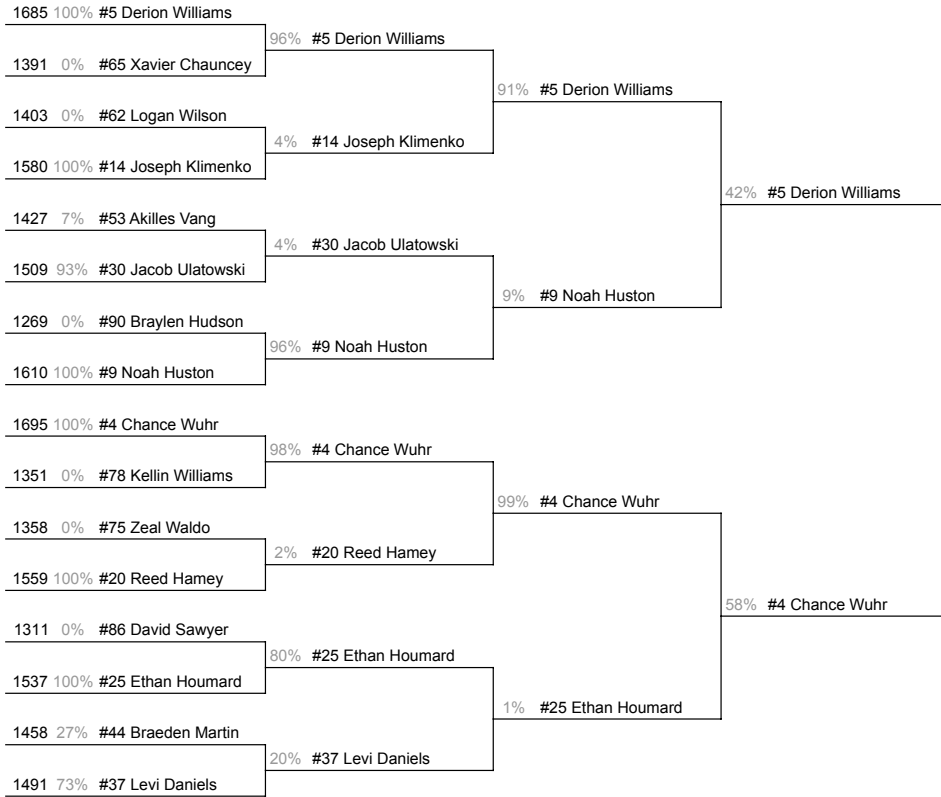 1685 100% #5 Derion Williams
96% #5 Derion Williams
1391 0% #65 Xavier Chauncey
91% #5 Derion Williams
1403 0% #62 Logan Wilson
4% #14 Joseph Klimenko
1580 100% #14 Joseph Klimenko
42% #5 Derion Williams
1427 7% #53 Akilles Vang
4% #30 Jacob Ulatowski
1509 93% #30 Jacob Ulatowski
9% #9 Noah Huston
1269 0% #90 Braylen Hudson
96% #9 Noah Huston
1610 100% #9 Noah Huston
1695 100% #4 Chance Wuhr
98% #4 Chance Wuhr
1351 0% #78 Kellin Williams
99% #4 Chance Wuhr
1358 0% #75 Zeal Waldo
2% #20 Reed Hamey
1559 100% #20 Reed Hamey
58% #4 Chance Wuhr
1311 0% #86 David Sawyer
80% #25 Ethan Houmard
1537 100% #25 Ethan Houmard
1% #25 Ethan Houmard
1458 27% #44 Braeden Martin
20% #37 Levi Daniels
1491 73% #37 Levi Daniels